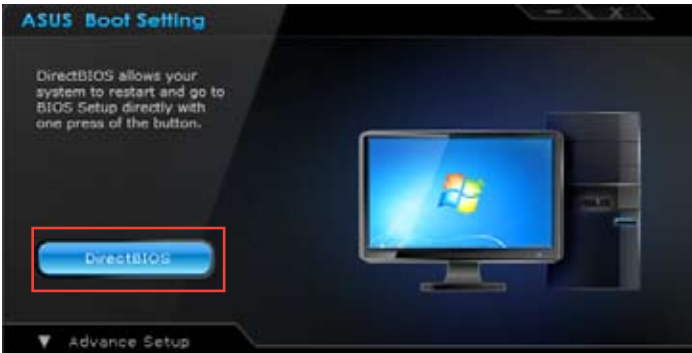 ASUS Boot Setting
DirectBIOS allows your
system to restart and go to
BIOS Setup directly with
one press of the button.
DirectBIOS
Advance Setup